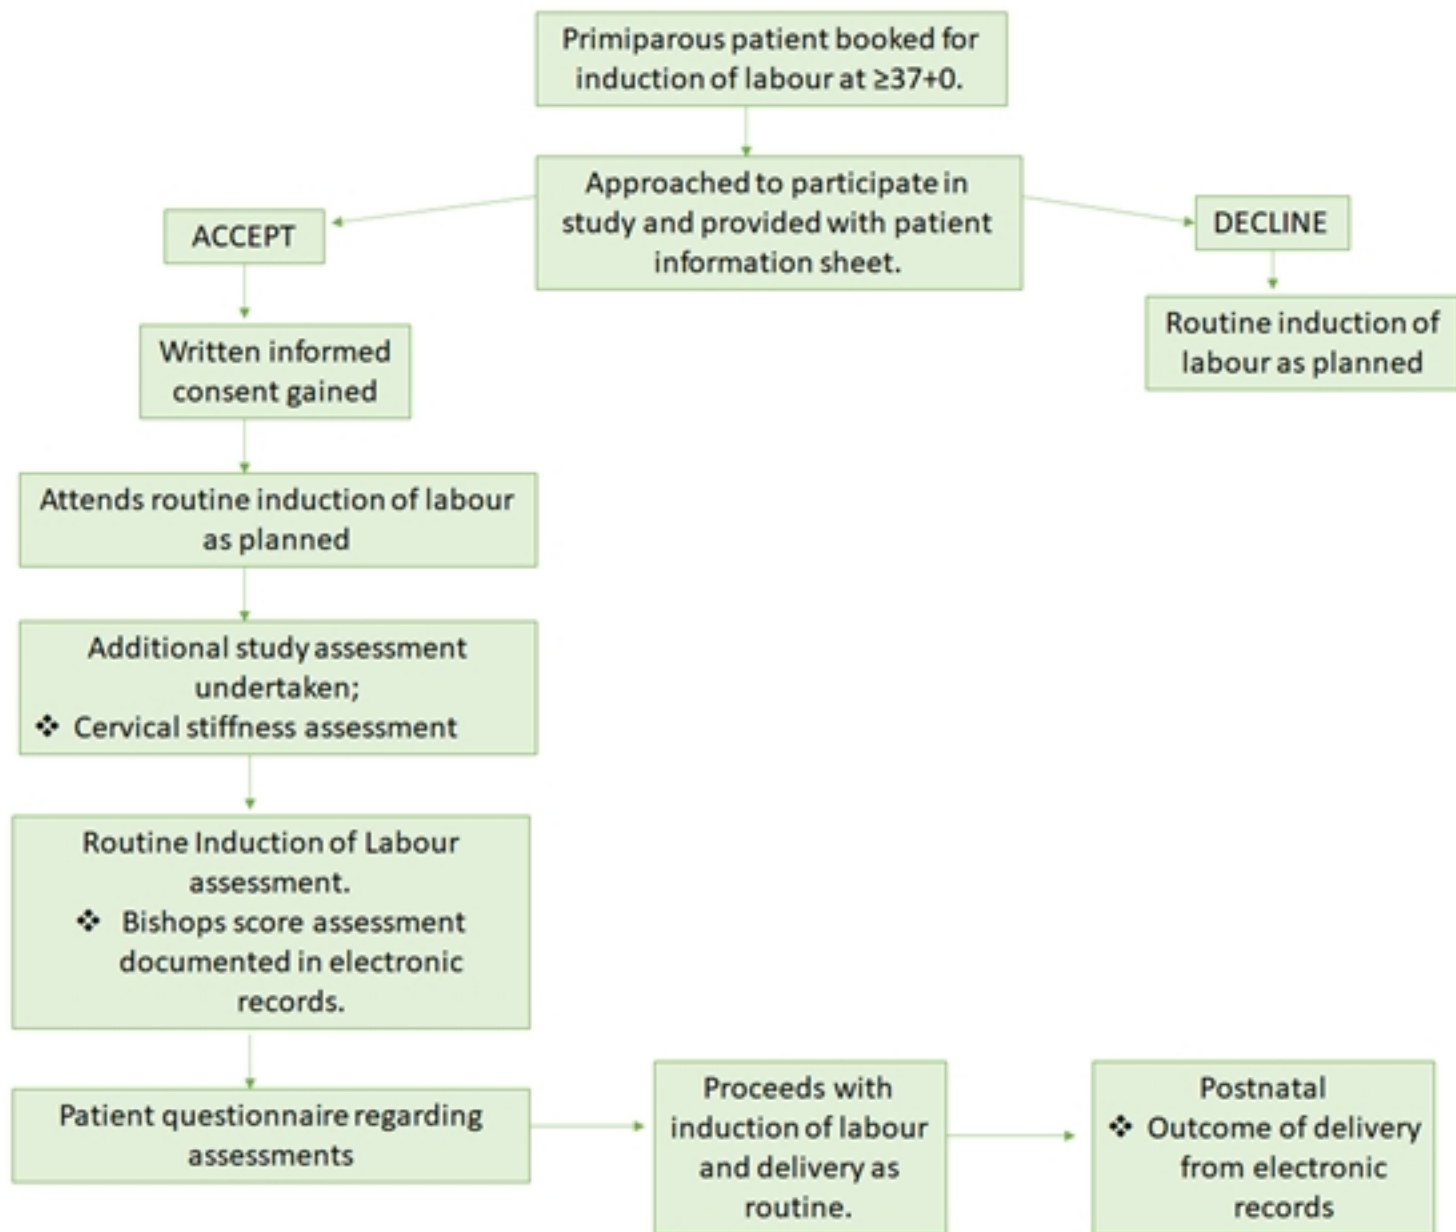 Primiparous patient booked for
induction of labour at ≥37+0.
Approached to participate in
study and provided with patient
information sheet.
ACCEPT
DECLINE
Written informed
consent gained
Routine induction of
labour as planned
Attends routine induction of labour
as planned
Additional study assessment
undertaken;
❖ Cervical stiffness assessment
Routine Induction of Labour
assessment.
❖ Bishops score assessment
documented in electronic
records.
Patient questionnaire regarding
assessments
Proceeds with
induction of labour
and delivery as
routine.
Postnatal
❖ Outcome of delivery
from electronic
records